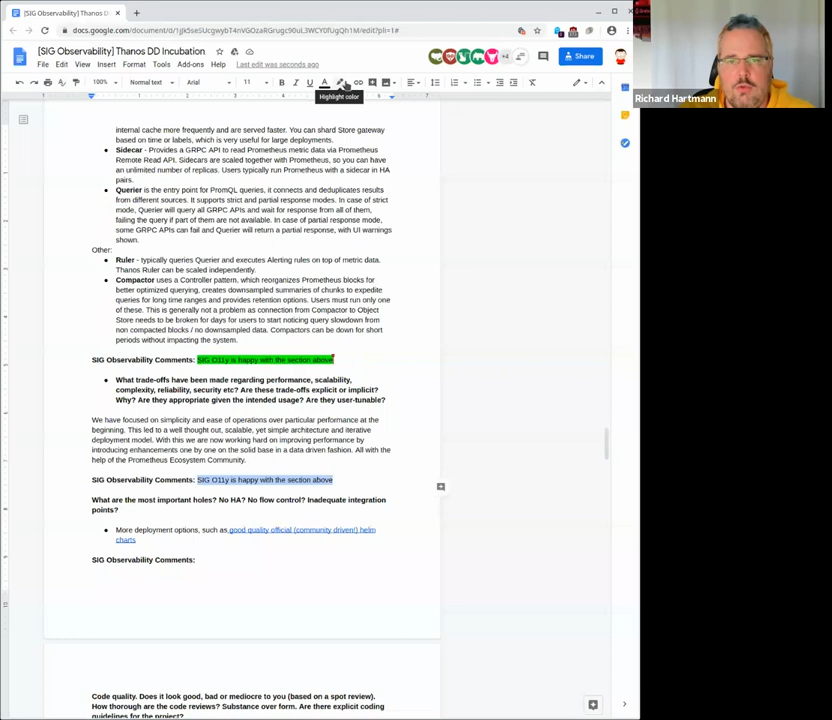 [SIG Observability] Thanos DD I
docs.google.com/document/d/1jjk5seSUcgwybT4nVGOzaRGrugc90uL3WCY0fUgQh1M/edit?pli=1#
[SIG Observability] Thanos DD Incubation
File Edit View Insert Format Tools Add-ons Help Last edit was seconds ago
+4
Share
100% Normal text Arial 11
Highlight color
internal cache more frequently and are served faster. You can shard Store gateway
based on time or labels, which is very useful for large deployments.
● Sidecar - Provides a GRPC API to read Prometheus metric data via Prometheus
Remote Read API. Sidecars are scaled together with Prometheus, so you can have
an unlimited number of replicas. Users typically run Prometheus with a sidecar in HA
pairs.
● Querier is the entry point for PromQL queries, it connects and deduplicates results
from different sources. It supports strict and partial response modes. In case of strict
mode, Querier will query all GRPC APIs and wait for response from all of them,
failing the query if part of them are not available. In case of partial response mode,
some GRPC APIs can fail and Querier will return a partial response, with UI warnings
shown.
Other:
● Ruler - typically queries Querier and executes Alerting rules on top of metric data.
Thanos Ruler can be scaled independently.
● Compactor uses a Controller pattern, which reorganizes Prometheus blocks for
better optimized querying, creates downsampled summaries of chunks to expedite
queries for long time ranges and provides retention options. Users must run only one
of these. This is generally not a problem as connection from Compactor to Object
Store needs to be broken for days for users to start noticing query slowdown from
non compacted blocks / no downsampled data. Compactors can be down for short
periods without impacting the system.
SIG Observability Comments: SIG O11y is happy with the section above
● What trade-offs have been made regarding performance, scalability,
complexity, reliability, security etc? Are these trade-offs explicit or implicit?
Why? Are they appropriate given the intended usage? Are they user-tunable?
We have focused on simplicity and ease of operations over particular performance at the
beginning. This led to a well thought out, scalable, yet simple architecture and iterative
deployment model. With this we are now working hard on improving performance by
introducing enhancements one by one on the solid base in a data driven fashion. All with the
help of the Prometheus Ecosystem Community.
SIG Observability Comments: SIG O11y is happy with the section above
What are the most important holes? No HA? No flow control? Inadequate integration
points?
● More deployment options, such as good quality official (community driven!) helm
charts
SIG Observability Comments:
Code quality. Does it look good, bad or mediocre to you (based on a spot review).
How thorough are the code reviews? Substance over form. Are there explicit coding
guidelines for the project?
Richard Hartmann